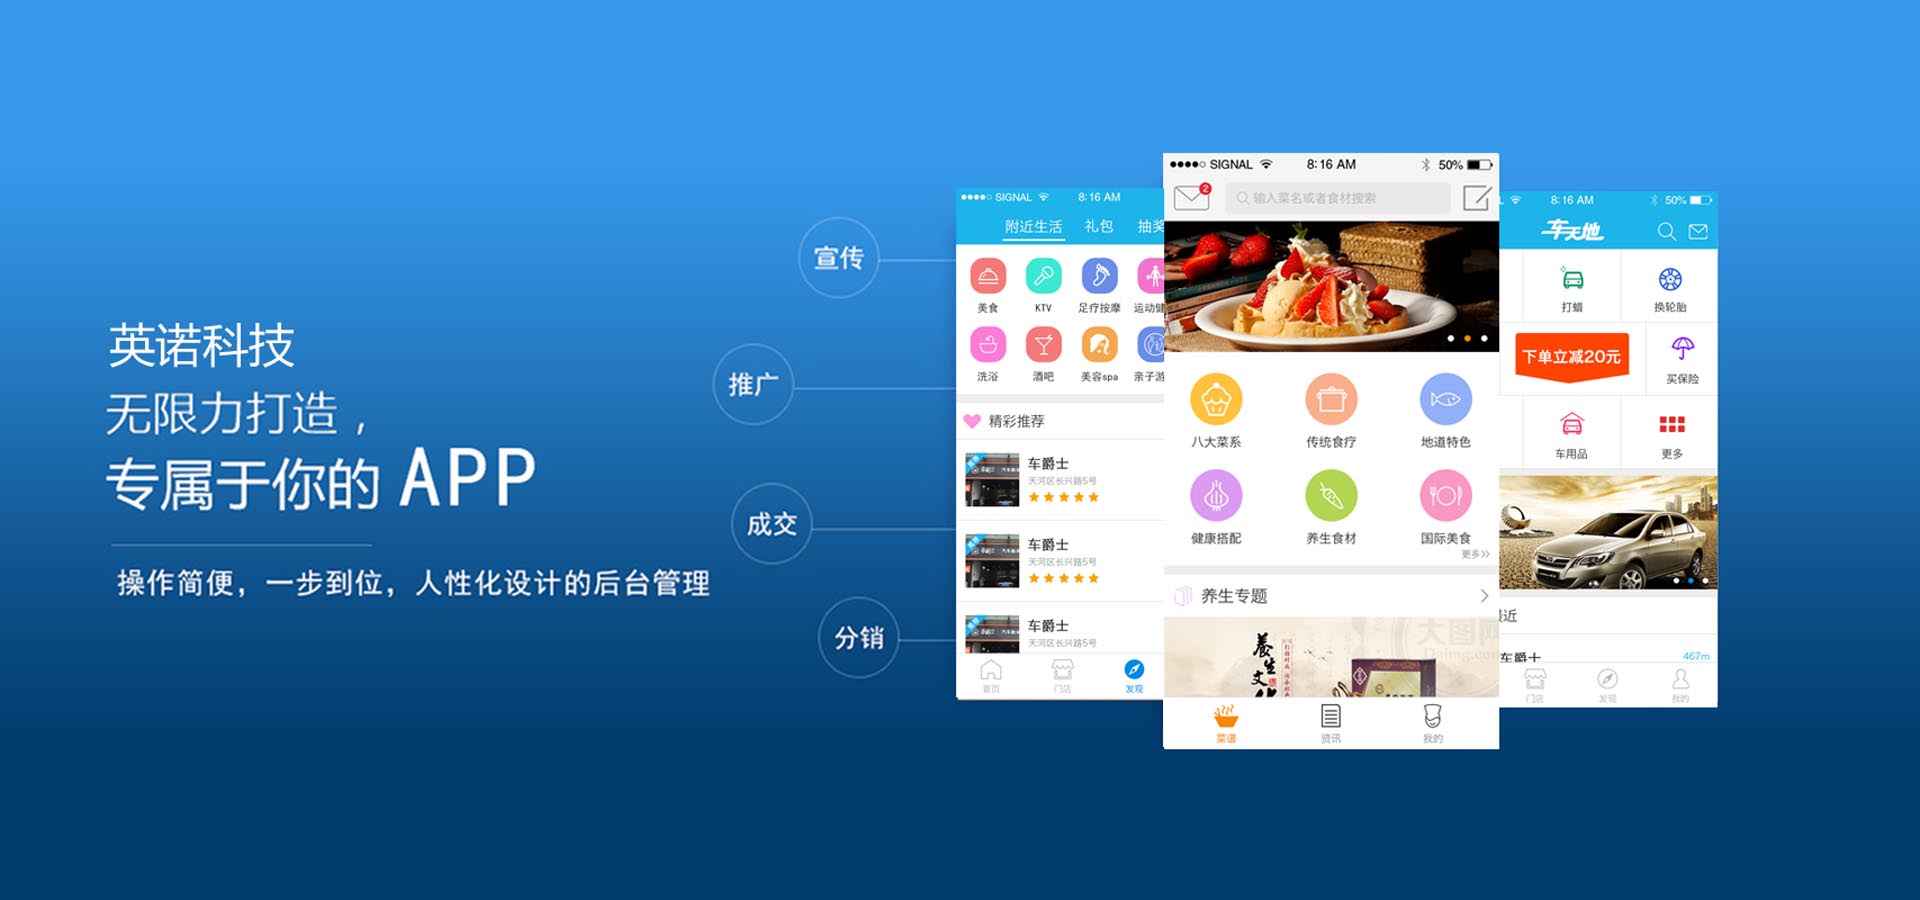 英诺科技
无限力打造，
专属于你的 APP
操作简便，一步到位，人性化设计的后台管理
宣传
推广
成交
分销
SIGNAL 8:16 AM
附近生活 礼包 抽奖
美食 KTV 足疗按摩 运动健
洗浴 酒吧 美容spa 亲子游
精彩推荐
车爵士
天河区长兴路5号
车爵士
天河区长兴路5号
车爵士
天河区长兴路5号
首页 门店 发现
SIGNAL 8:16 AM 50%
2
输入菜名或者食材搜索
八大菜系 传统食疗 地道特色
健康搭配 养生食材 国际美食
更多>>
养生专题
養生文化
大图网
Daimg.com
菜谱 资讯 我的
8:16 AM 50%
车天地
打蜡 换轮胎
下单立减20元
买保险
车用品 更多
最近
车爵士 467m
门店 发现 我的